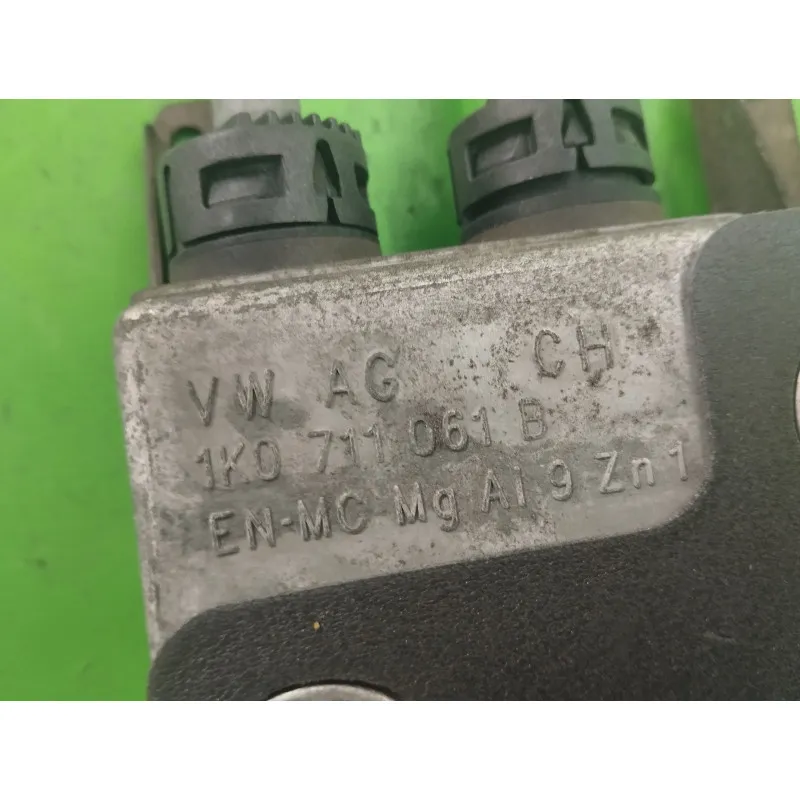 VW AG CH
1K0 711 061 B
EN-MC Mg Al 9 Zn 1